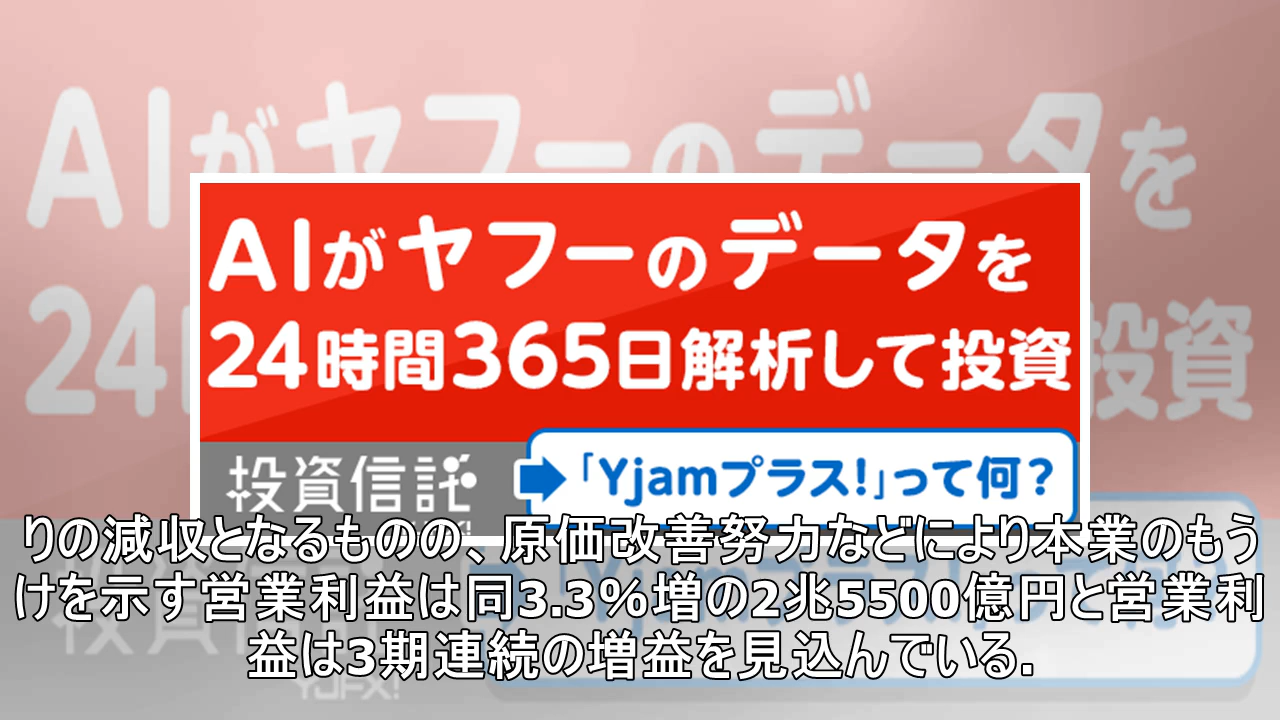 AIがヤフーのデータを
24時間365日解析して投資
投資信託
「Yjamプラス!」って何?
りの減収となるものの、原価改善努力などにより本業のもう
けを示す営業利益は同3.3%増の2兆5500億円と営業利
益は3期連続の増益を見込んでいる.
YJFX!